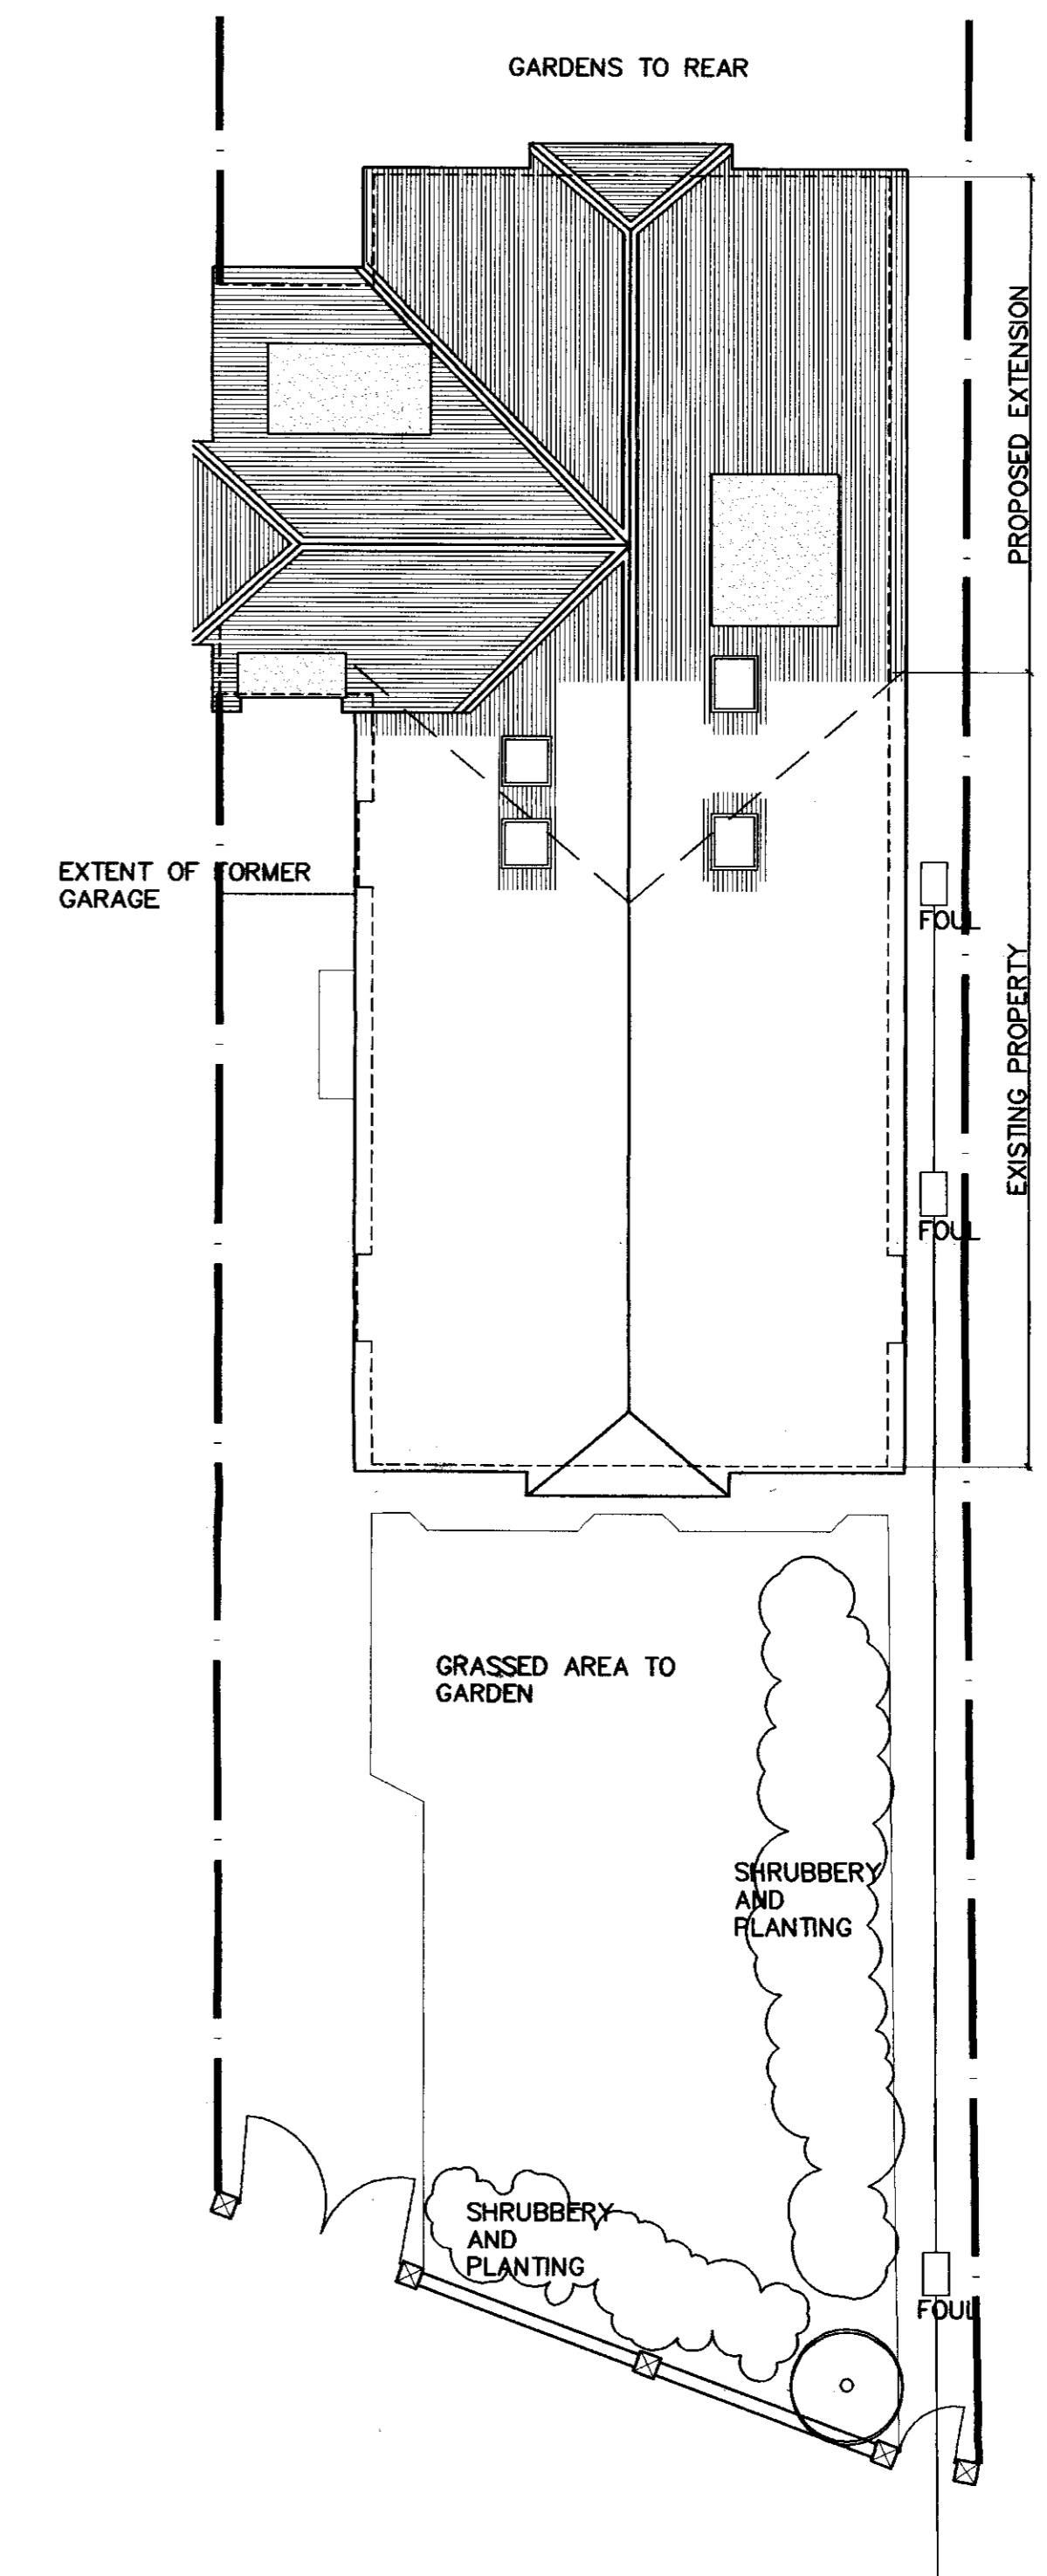 GARDENS TO REAR
PROPOSED EXTENSION
EXTENT OF FORMER
GARAGE
FOUL
EXISTING PROPERTY
FOUL
GRASSED AREA TO
GARDEN
SHRUBBERY
AND
PLANTING
SHRUBBERY
AND
PLANTING
FOUL